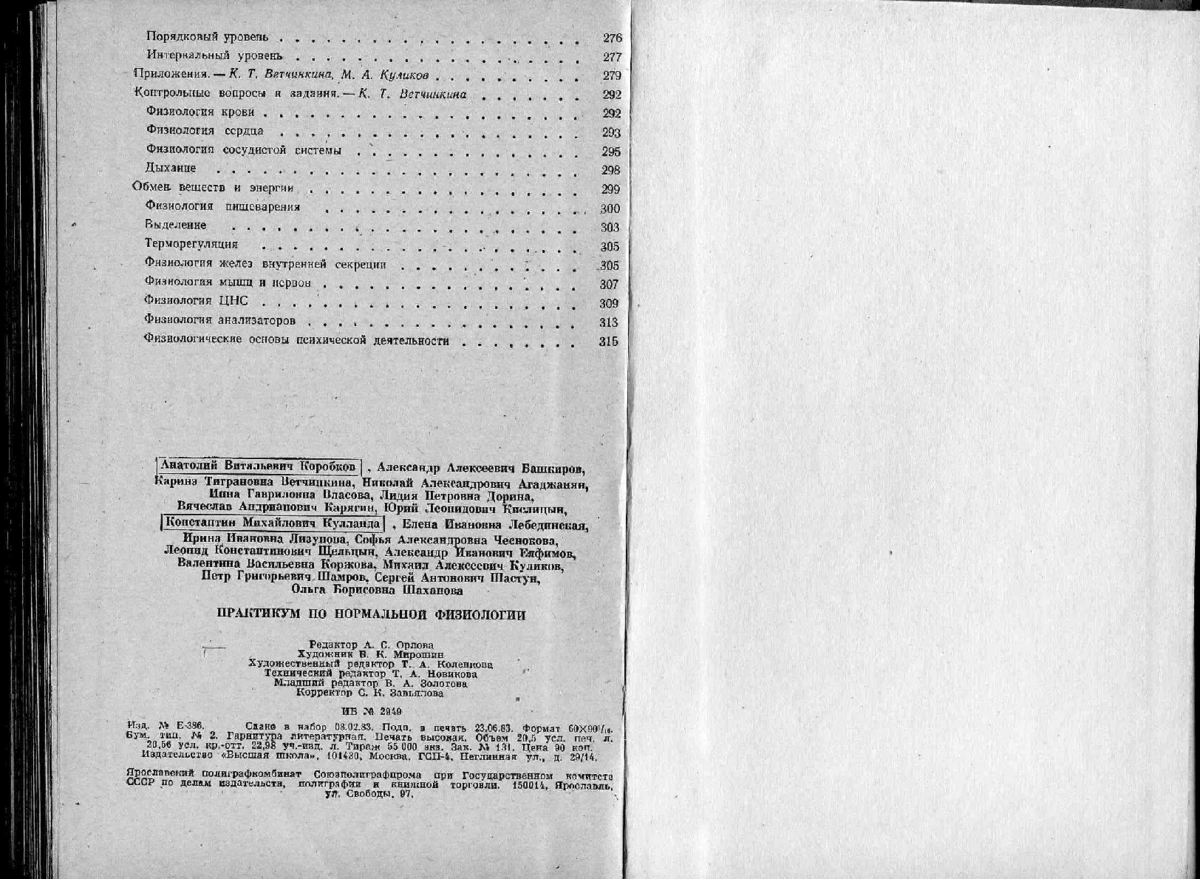 Порядковый уровень . . . . . . . . . . . . . . . . . . . . 276
Интервальный уровень . . . . . . . . . . . . . . . . . . . 277
Приложения. — К. Т. Ветчинкина, М. А. Куликов . . . . . . . . . . 279
Контрольные вопросы и задания. — К. Т. Ветчинкина . . . . . . . 292
Физиология крови . . . . . . . . . . . . . . . . . . . . . 292
Физиология сердца . . . . . . . . . . . . . . . . . . . . 293
Физиология сосудистой системы . . . . . . . . . . . . . . . 295
Дыхание . . . . . . . . . . . . . . . . . . . . . . . . 298
Обмен веществ и энергии . . . . . . . . . . . . . . . . . . 299
Физиология пищеварения . . . . . . . . . . . . . . . . . 300
Выделение . . . . . . . . . . . . . . . . . . . . . . . 303
Терморегуляция . . . . . . . . . . . . . . . . . . . . . 305
Физиология желез внутренней секреции . . . . . . . . . . . . 305
Физиология мышц и нервов . . . . . . . . . . . . . . . . . 307
Физиология ЦНС . . . . . . . . . . . . . . . . . . . . . 309
Физиология анализаторов . . . . . . . . . . . . . . . . . . 313
Физиологические основы психической деятельности . . . . . . . . 315
Анатолий Витальевич Коробков, Александр Алексеевич Башкиров,
Карина Тиграновна Ветчинкина, Николай Александрович Агаджанян,
Инна Гавриловна Власова, Лидия Петровна Дорина,
Вячеслав Андрианович Карягин, Юрий Леонидович Кислицын,
Константин Михайлович Кулланда, Елена Ивановна Лебединская,
Ирина Ивановна Лизунова, Софья Александровна Чеснокова,
Леонид Константинович Щельцын, Александр Иванович Елфимов,
Валентина Васильевна Коржова, Михаил Алексеевич Куликов,
Петр Григорьевич Шамров, Сергей Антонович Шастун,
Ольга Борисовна Шаханова
ПРАКТИКУМ ПО НОРМАЛЬНОЙ ФИЗИОЛОГИИ
Редактор А. С. Орлова
Художник В. К. Мирошин
Художественный редактор Т. А. Коленкова
Технический редактор Т. А. Новикова
Младший редактор В. А. Золотова
Корректор С. К. Завьялова
ИБ № 2949
Изд. № Е-386. Сдано в набор 08.02.83. Подп. в печать 23.06.83. Формат 60×90¹/₁₆.
Бум. тип. № 2. Гарнитура литературная. Печать высокая. Объем 20,5 усл. печ. л.
20,56 усл. кр.-отт. 22,98 уч.-изд. л. Тираж 55 000 экз. Зак. № 131. Цена 90 коп.
Издательство «Высшая школа», 101430, Москва, ГСП-4, Неглинная ул., д. 29/14.
Ярославский полиграфкомбинат Союзполиграфпрома при Государственном комитете
СССР по делам издательств, полиграфии и книжной торговли. 150014, Ярославль,
ул. Свободы, 97.